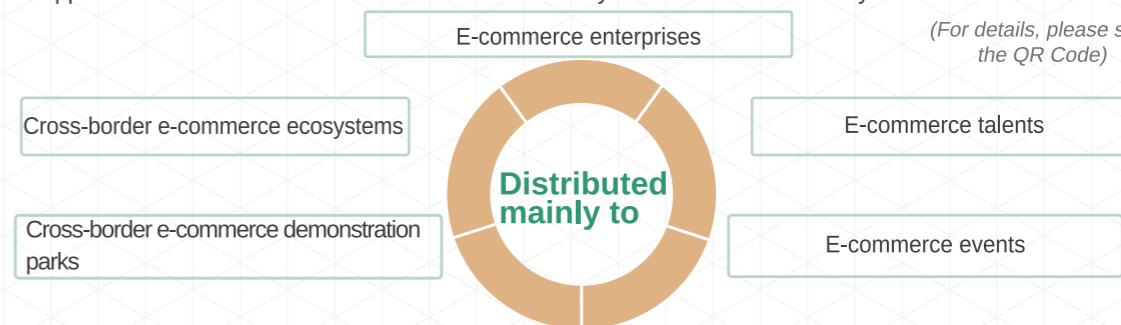 E-commerce enterprises
(For details, please
the QR Code)
Cross-border e-commerce ecosystems
E-commerce talents
Distributed
mainly to
Cross-border e-commerce demonstration
parks
E-commerce events